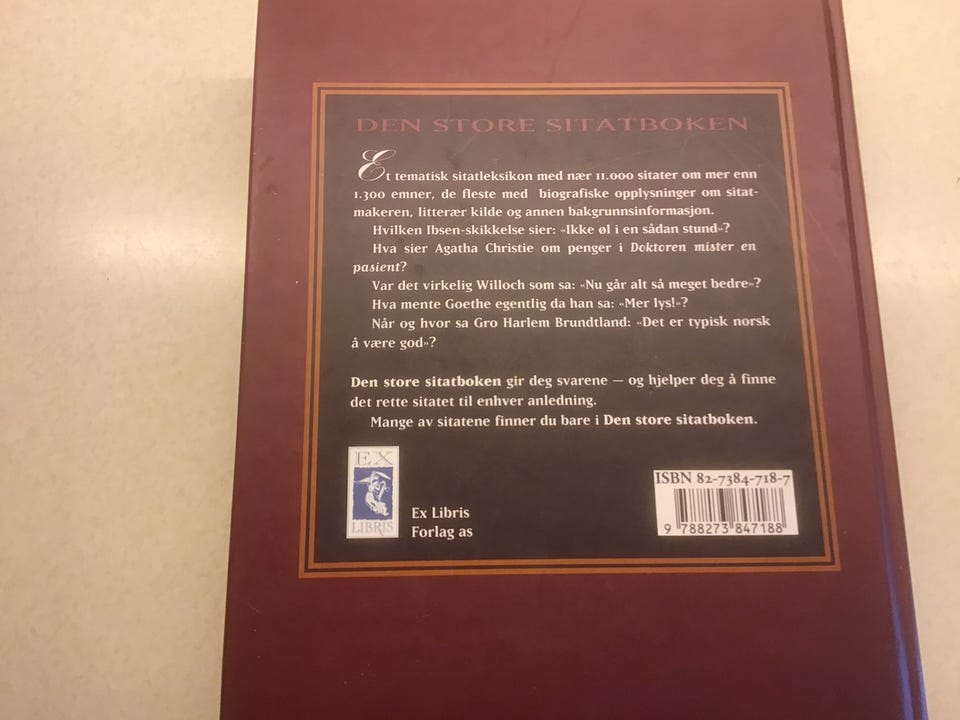 DEN STORE SITATBOKEN
Et tematisk sitatleksikon med nær 11.000 sitater om mer enn
1.300 emner, de fleste med biografiske opplysninger om sitat-
makeren, litterær kilde og annen bakgrunnsinformasjon.
Hvilken Ibsen-skikkelse sier: «Ikke øl i en sådan stund»?
Hva sier Agatha Christie om penger i Doktoren mister en
pasient?
Var det virkelig Willoch som sa: «Nu går alt så meget bedre»?
Hva mente Goethe egentlig da han sa: «Mer lys!»?
Når og hvor sa Gro Harlem Brundtland: «Det er typisk norsk
å være god»?
Den store sitatboken gir deg svarene — og hjelper deg å finne
det rette sitatet til enhver anledning.
Mange av sitatene finner du bare i Den store sitatboken.
EX
LIBRIS
Ex Libris
Forlag as
ISBN 82-7384-718-7
9 788273 847188